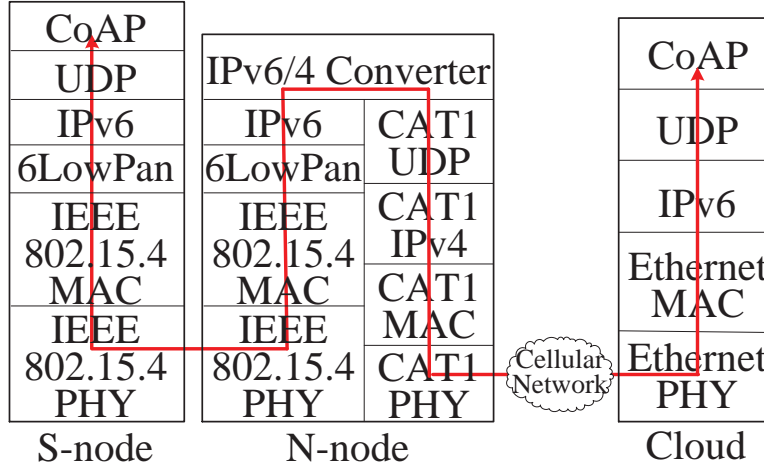 CoAP
UDP
IPv6
6LowPan
IEEE
802.15.4
MAC
IEEE
802.15.4
PHY
S-node
IPv6/4 Converter
IPv6
6LowPan
IEEE
802.15.4
MAC
IEEE
802.15.4
PHY
CAT1
UDP
CAT1
IPv4
CAT1
MAC
CAT1
PHY
N-node
Cellular
Network
CoAP
UDP
IPv6
Ethernet
MAC
Ethernet
PHY
Cloud